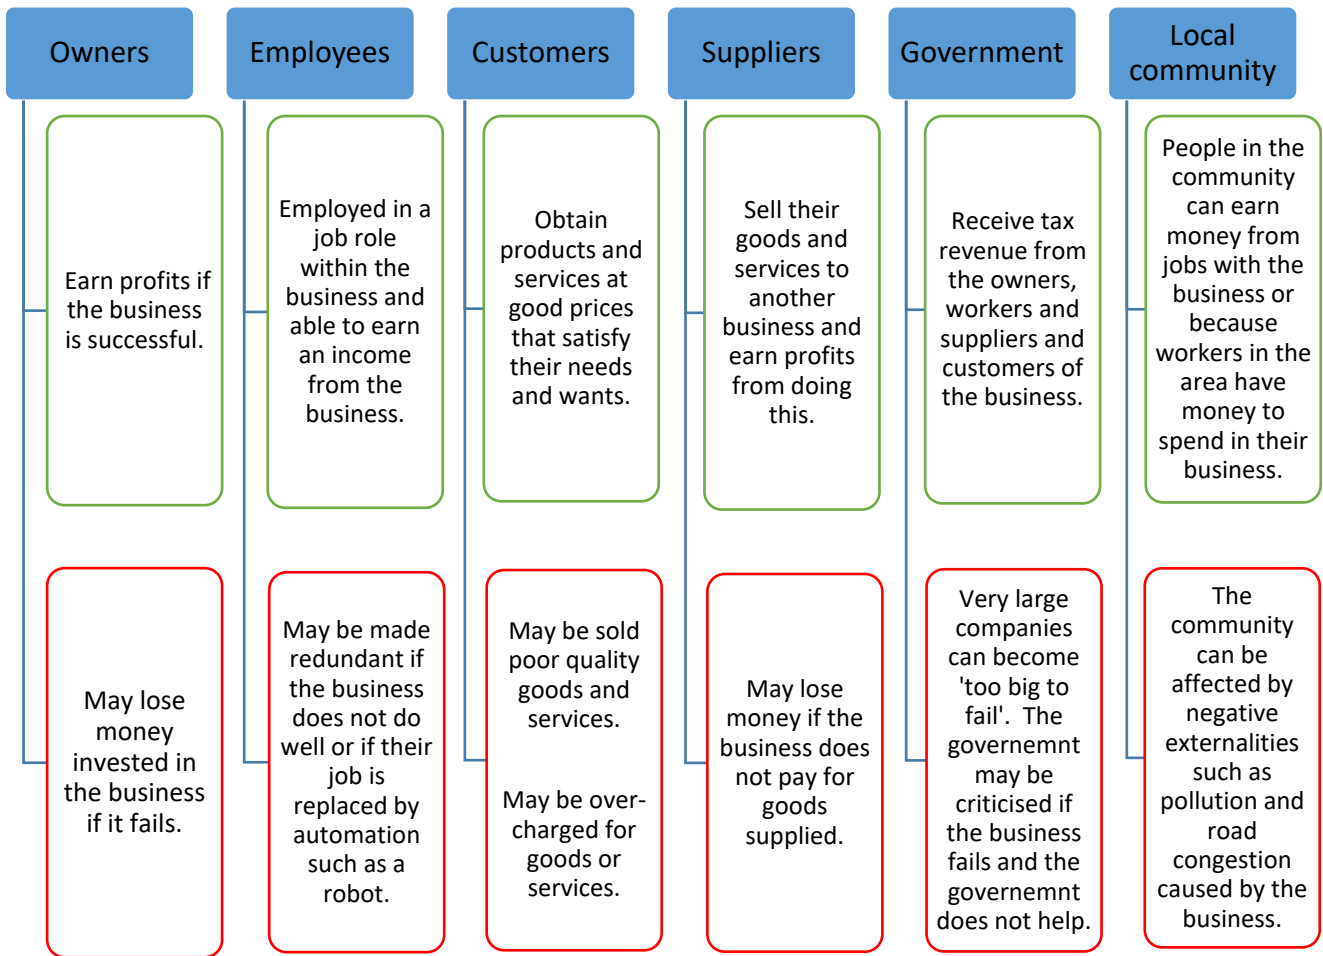 Owners
Employees
Customers
Suppliers
Government
Local
community
Earn profits if
the business
is successful.
Employed in a
job role
within the
business and
able to earn
an income
from the
business.
Obtain
products and
services at
good prices
that satisfy
their needs
and wants.
Sell their
goods and
services to
another
business and
earn profits
from doing
this.
Receive tax
revenue from
the owners,
workers and
suppliers and
customers of
the business.
People in the
community
can earn
money from
jobs with the
business or
because
workers in the
area have
money to
spend in their
business.
May lose
money
invested in
the business
if it fails.
May be made
redundant if
the business
does not do
well or if their
job is
replaced by
automation
such as a
robot.
May be sold
poor quality
goods and
services.
May be over-
charged for
goods or
services.
May lose
money if the
business does
not pay for
goods
supplied.
Very large
companies
can become
'too big to
fail'.  The
governemnt
may be
criticised if
the business
fails and the
governemnt
does not help.
The
community
can be
affected by
negative
externalities
such as
pollution and
road
congestion
caused by the
business.